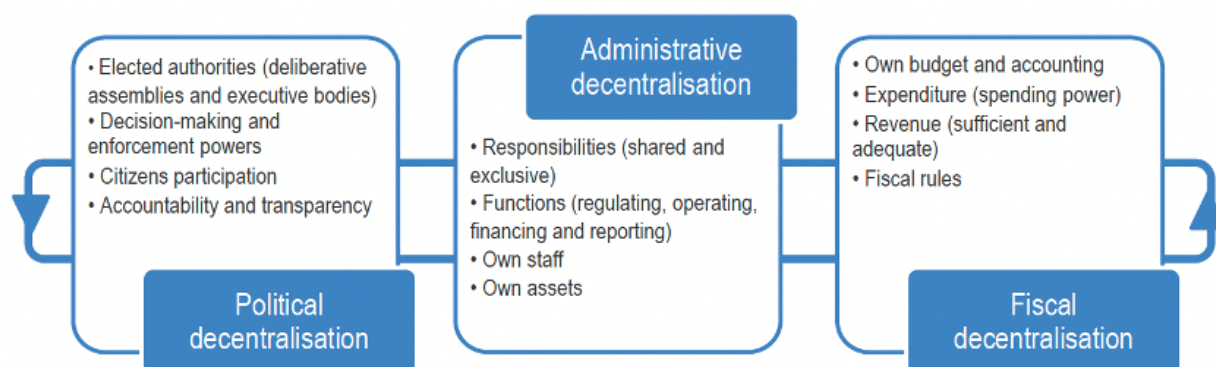 • Elected authorities (deliberative
assemblies and executive bodies)
• Decision-making and
enforcement powers
• Citizens participation
• Accountability and transparency
Political
decentralisation
Administrative
decentralisation
• Responsibilities (shared and
exclusive)
• Functions (regulating, operating,
financing and reporting)
• Own staff
• Own assets
• Own budget and accounting
• Expenditure (spending power)
• Revenue (sufficient and
adequate)
• Fiscal rules
Fiscal
decentralisation